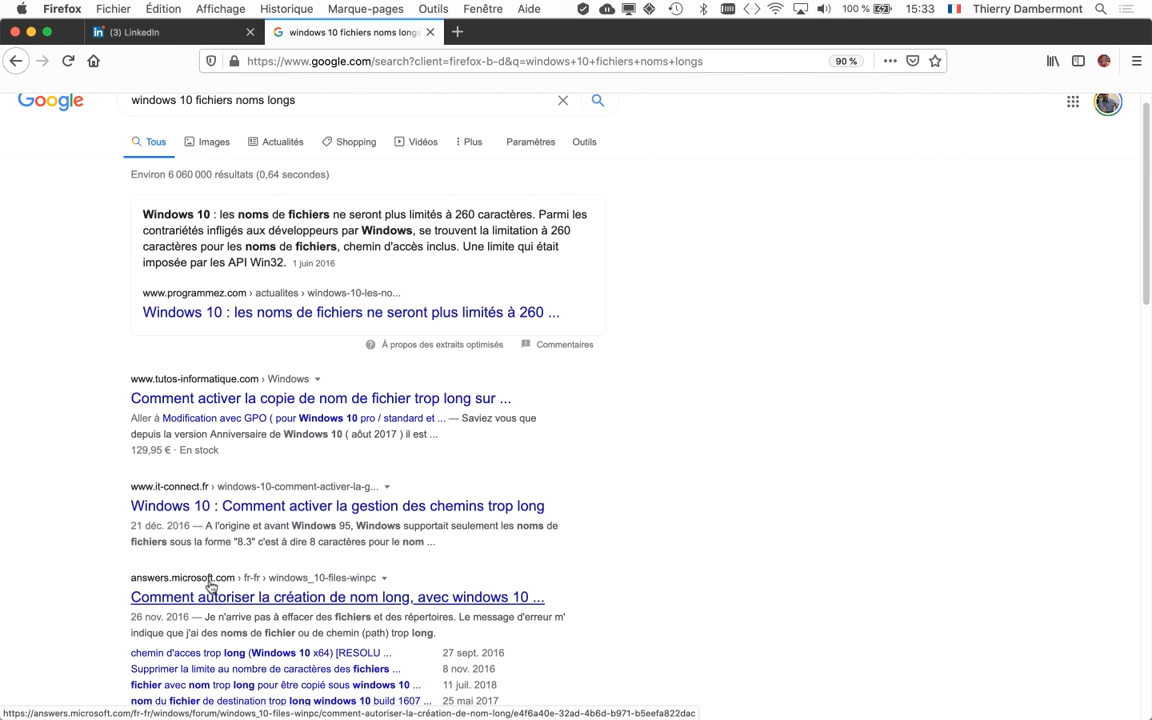 Firefox Fichier Édition Affichage Historique Marque-pages Outils Fenêtre Aide 100 % 15:33 Thierry Dambermont
(3) LinkedIn windows 10 fichiers noms longs
https://www.google.com/search?client=firefox-b-d&q=windows+10+fichiers+noms+longs 90 %
Google windows 10 fichiers noms longs
Tous Images Actualités Shopping Vidéos Plus Paramètres Outils
Environ 6 060 000 résultats (0,64 secondes)
Windows 10 : les noms de fichiers ne seront plus limités à 260 caractères. Parmi les
contrariétés infligés aux développeurs par Windows, se trouvent la limitation à 260
caractères pour les noms de fichiers, chemin d'accès inclus. Une limite qui était
imposée par les API Win32. 1 juin 2016
www.programmez.com › actualites › windows-10-les-no...
Windows 10 : les noms de fichiers ne seront plus limités à 260 ...
À propos des extraits optimisés Commentaires
www.tutos-informatique.com › Windows
Comment activer la copie de nom de fichier trop long sur ...
Aller à Modification avec GPO ( pour Windows 10 pro / standard et ... — Saviez vous que
depuis la version Anniversaire de Windows 10 ( aôut 2017 ) il est ...
129,95 € · En stock
www.it-connect.fr › windows-10-comment-activer-la-g...
Windows 10 : Comment activer la gestion des chemins trop long
21 déc. 2016 — A l'origine et avant Windows 95, Windows supportait seulement les noms de
fichiers sous la forme "8.3" c'est à dire 8 caractères pour le nom ...
answers.microsoft.com › fr-fr › windows_10-files-winpc
Comment autoriser la création de nom long, avec windows 10 ...
26 nov. 2016 — Je n'arrive pas à effacer des fichiers et des répertoires. Le message d'erreur m'
indique que j'ai des noms de fichier ou de chemin (path) trop long.
chemin d'acces trop long (Windows 10 x64) [RESOLU ... 27 sept. 2016
Supprimer la limite au nombre de caractères des fichiers ... 8 nov. 2016
fichier avec nom trop long pour être copié sous windows 10 ... 11 juil. 2018
nom du fichier de destination trop long windows 10 build 1607 ... 25 mai 2017
https://answers.microsoft.com/fr-fr/windows/forum/windows_10-files-winpc/comment-autoriser-la-création-de-nom-long/e4f6a40e-32ad-4b6d-b971-b5eefa822dac